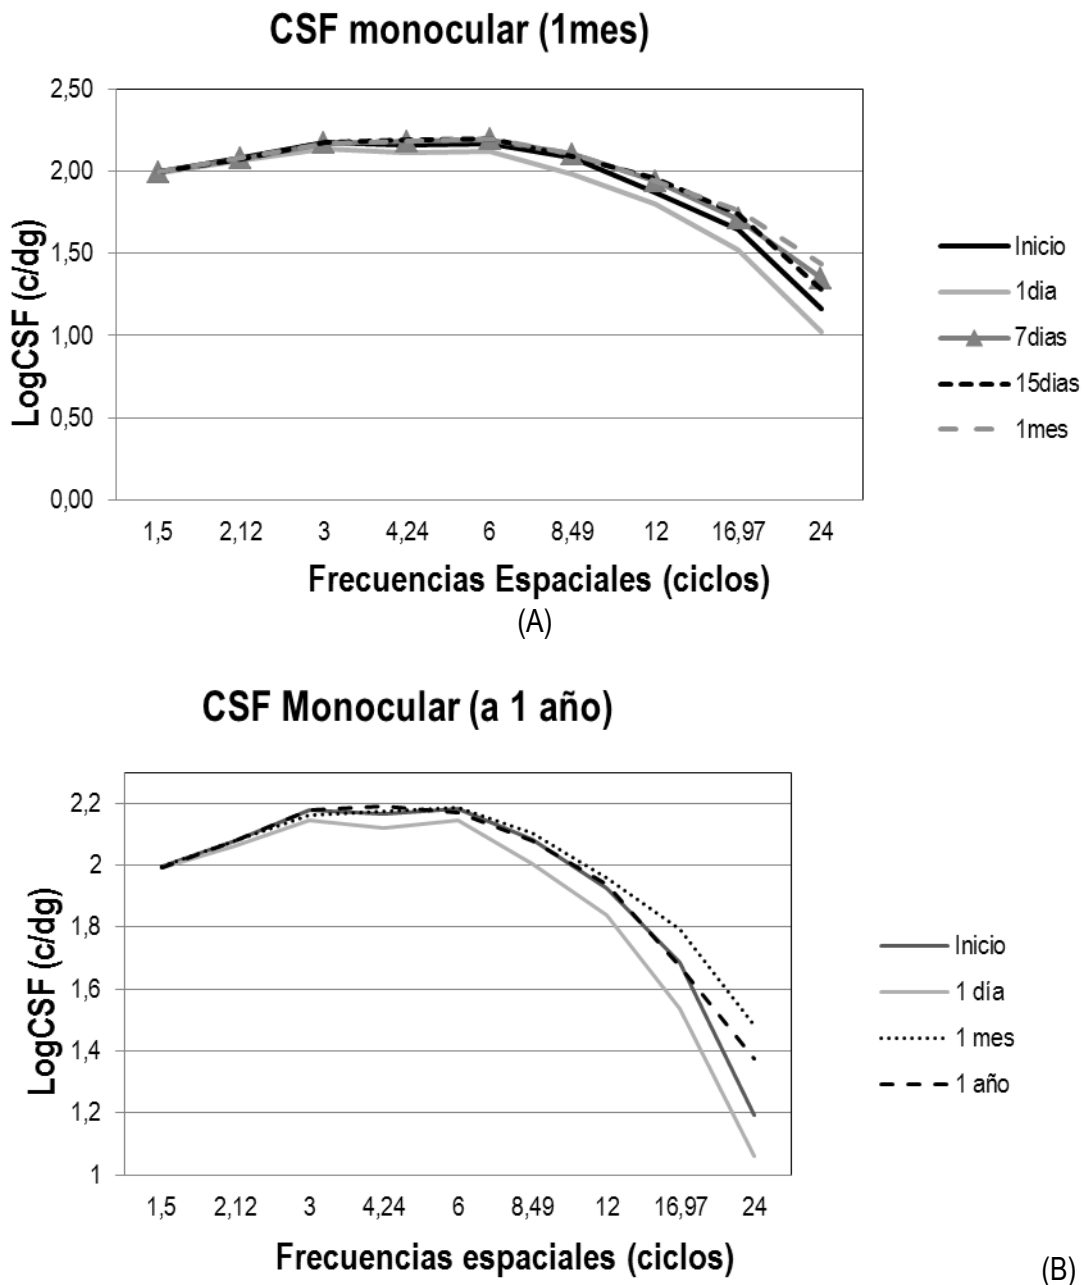 CSF monocular (1mes)
LogCSF (c/dg)
2,50
2,00
1,50
1,00
0,50
0,00
1,5 2,12 3 4,24 6 8,49 12 16,97 24
Frecuencias Espaciales (ciclos)
Inicio
1dia
7dias
15dias
1mes
(A)
CSF Monocular (a 1 año)
LogCSF (c/dg)
2,2
2
1,8
1,6
1,4
1,2
1
1,5 2,12 3 4,24 6 8,49 12 16,97 24
Frecuencias espaciales (ciclos)
Inicio
1 día
1 mes
1 año
(B)